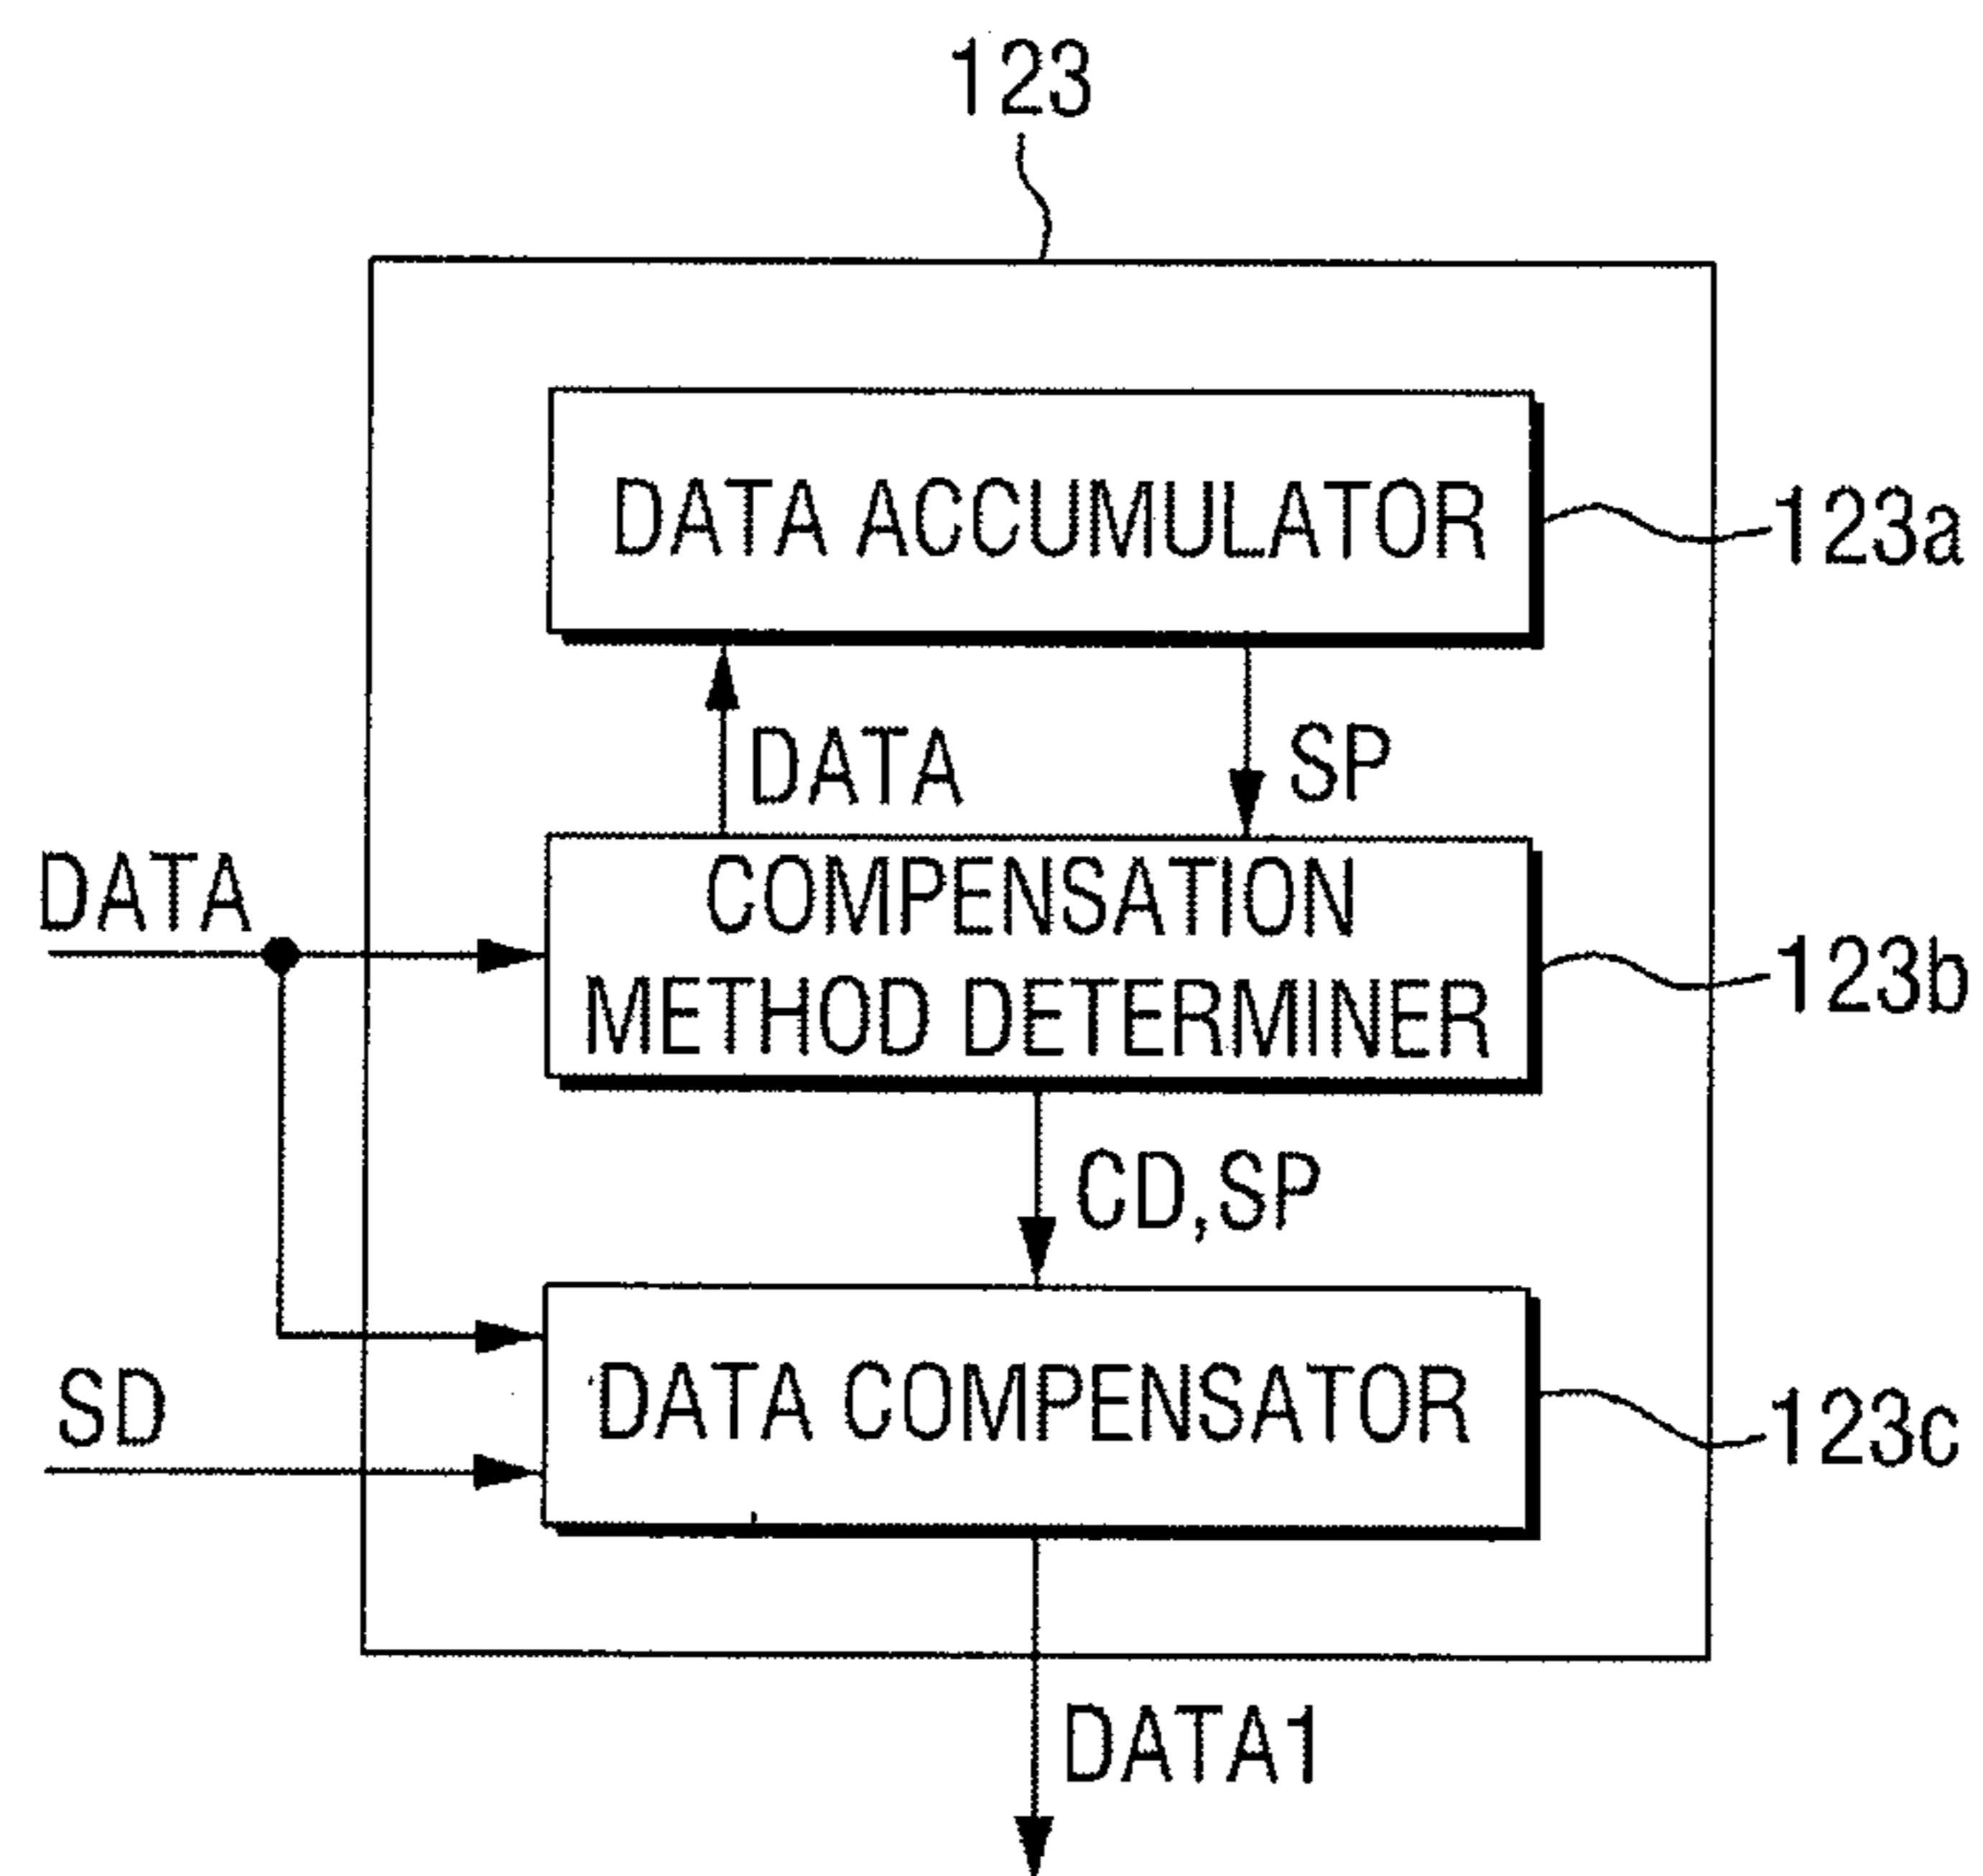 123
DATA ACCUMULATOR
123a
DATA
SP
DATA
COMPENSATION
METHOD DETERMINER
123b
CD,SP
SD
DATA COMPENSATOR
123c
DATA1